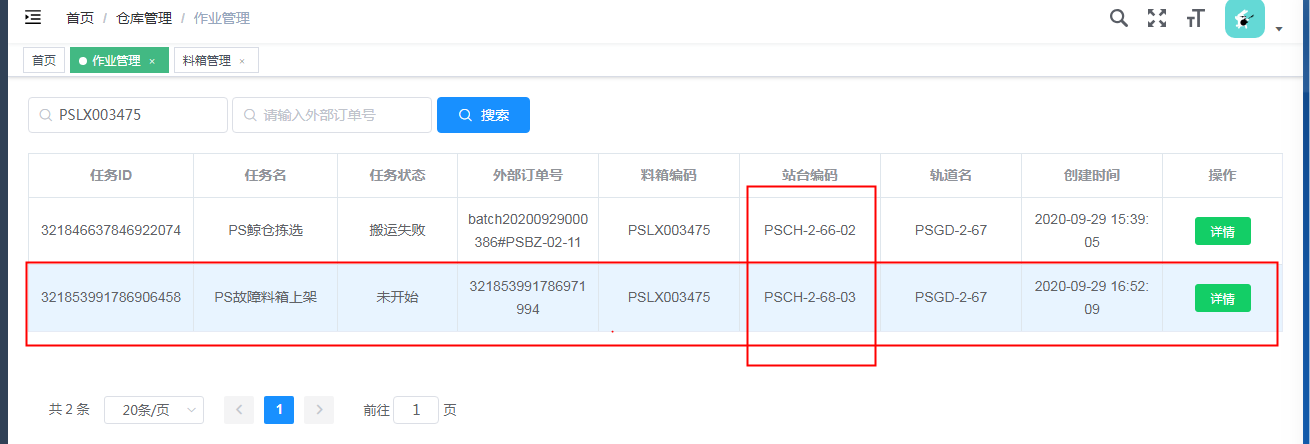 首页 / 仓库管理 / 作业管理
首页 作业管理 × 料箱管理 ×
PSLX003475 请输入外部订单号 搜索
任务ID 任务名 任务状态 外部订单号 料箱编码 站台编码 轨道名 创建时间 操作
321846637846922074 PS鲸仓拣选 搬运失败 batch20200929000386#PSBZ-02-11 PSLX003475 PSCH-2-66-02 PSGD-2-67 2020-09-29 15:39:05 详情
321853991786906458 PS故障料箱上架 未开始 321853991786971994 PSLX003475 PSCH-2-68-03 PSGD-2-67 2020-09-29 16:52:09 详情
共 2 条 20条/页 1 前往 1 页